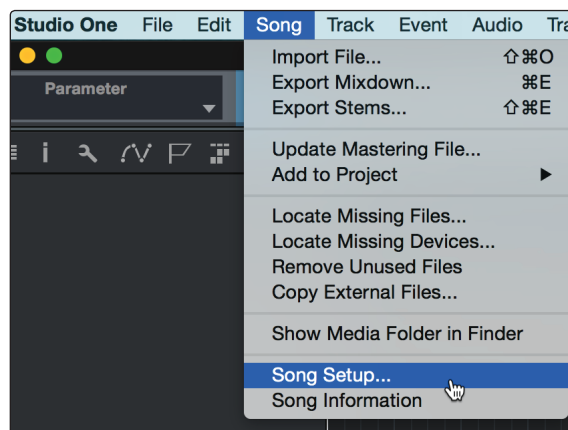 Studio One File Edit Song Track Event Audio
Parameter
Import File... ⇧⌘O
Export Mixdown... ⌘E
Export Stems... ⇧⌘E
Update Mastering File...
Add to Project
Locate Missing Files...
Locate Missing Devices...
Remove Unused Files
Copy External Files...
Show Media Folder in Finder
Song Setup...
Song Information